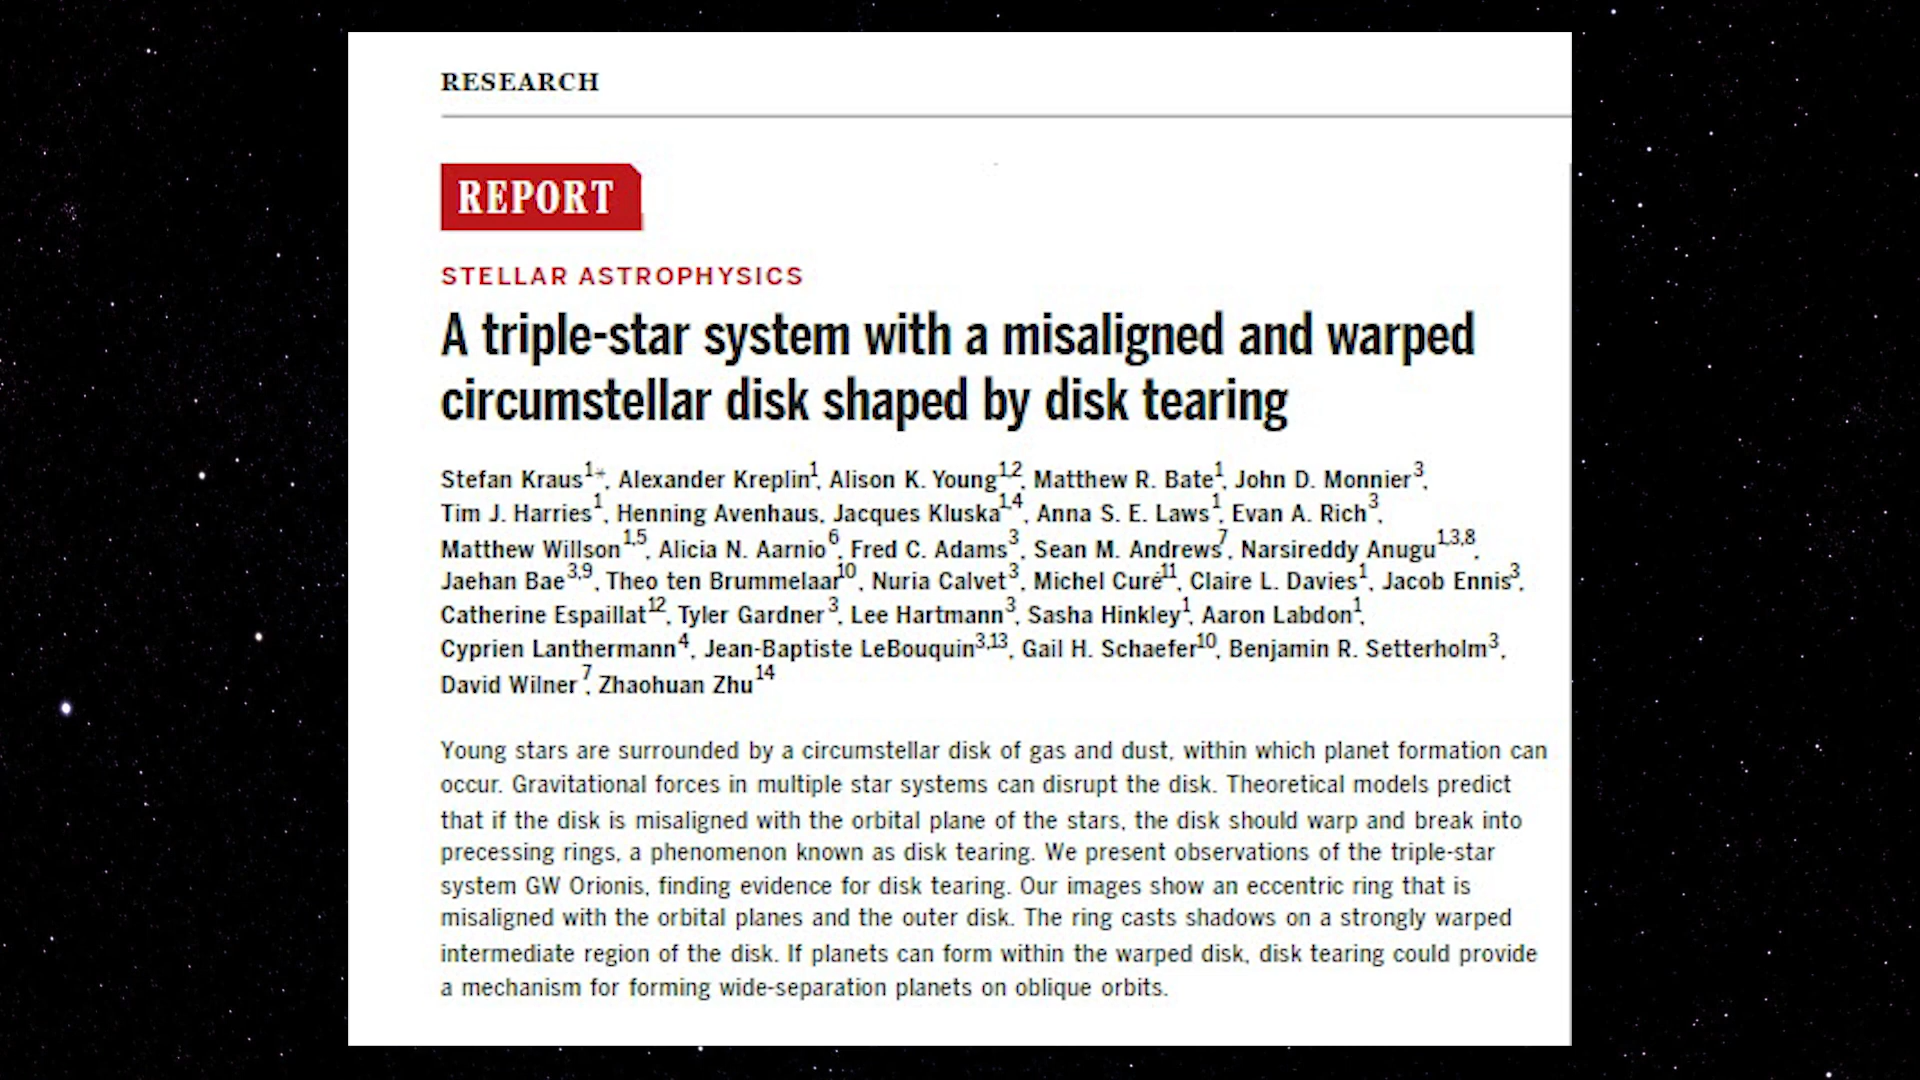 RESEARCH
REPORT
STELLAR ASTROPHYSICS
A triple-star system with a misaligned and warped
circumstellar disk shaped by disk tearing
Stefan Kraus1*, Alexander Kreplin1, Alison K. Young1,2, Matthew R. Bate1, John D. Monnier3,
Tim J. Harries1, Henning Avenhaus, Jacques Kluska1,4, Anna S. E. Laws1, Evan A. Rich3,
Matthew Willson1,5, Alicia N. Aarnio6, Fred C. Adams3, Sean M. Andrews7, Narsireddy Anugu1,3,8,
Jaehan Bae3,9, Theo ten Brummelaar10, Nuria Calvet3, Michel Curé11, Claire L. Davies1, Jacob Ennis3,
Catherine Espaillat12, Tyler Gardner3, Lee Hartmann3, Sasha Hinkley1, Aaron Labdon1,
Cyprien Lanthermann4, Jean-Baptiste LeBouquin3,13, Gail H. Schaefer10, Benjamin R. Setterholm3,
David Wilner7, Zhaohuan Zhu14
Young stars are surrounded by a circumstellar disk of gas and dust, within which planet formation can
occur. Gravitational forces in multiple star systems can disrupt the disk. Theoretical models predict
that if the disk is misaligned with the orbital plane of the stars, the disk should warp and break into
precessing rings, a phenomenon known as disk tearing. We present observations of the triple-star
system GW Orionis, finding evidence for disk tearing. Our images show an eccentric ring that is
misaligned with the orbital planes and the outer disk. The ring casts shadows on a strongly warped
intermediate region of the disk. If planets can form within the warped disk, disk tearing could provide
a mechanism for forming wide-separation planets on oblique orbits.